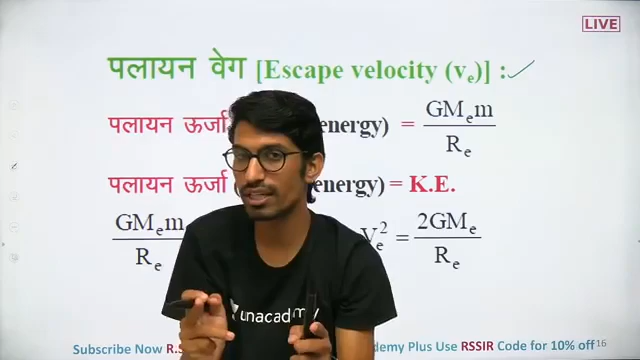 LIVE
पलायन वेग [Escape velocity (vₑ)] :
पलायन ऊर्जा energy) = GMₑm / Rₑ
पलायन ऊर्जा ( energy) = K.E.
GMₑm / Rₑ Vₑ² = 2GMₑ / Rₑ
unacademy
Subscribe Now R.S Plus Use RSSIR Code for 10% off 16